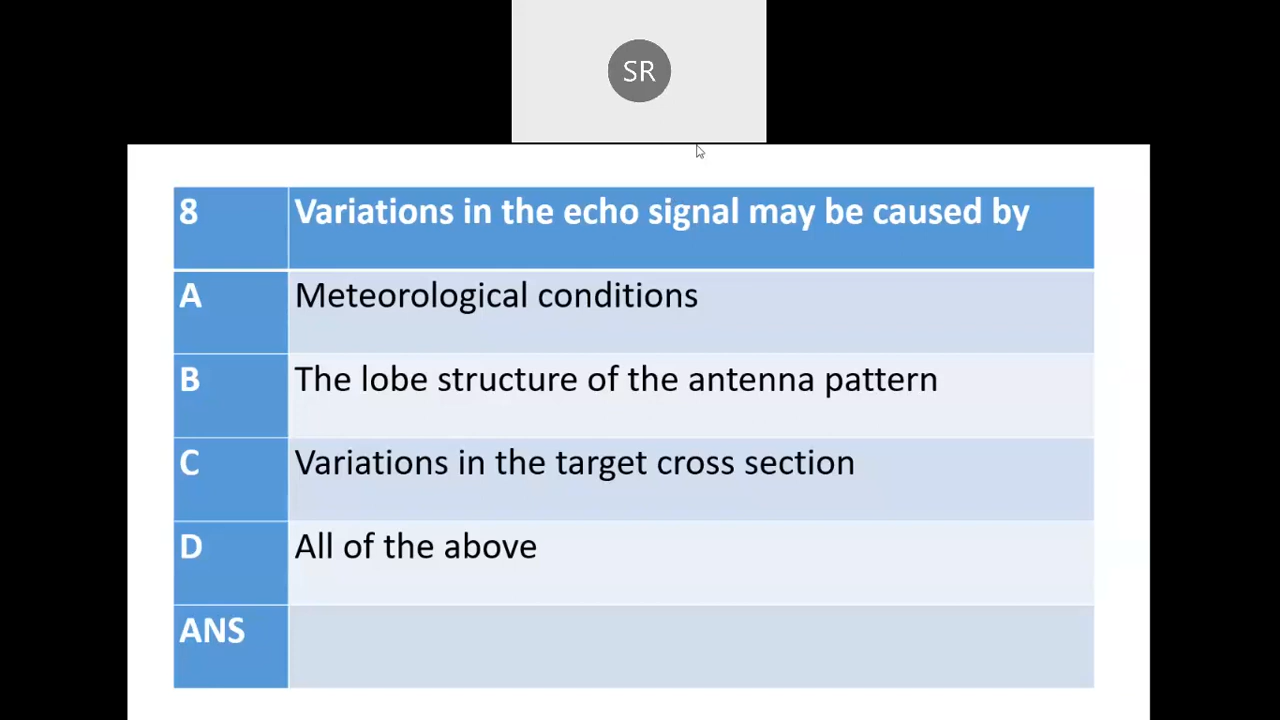 SR
8 Variations in the echo signal may be caused by
A Meteorological conditions
B The lobe structure of the antenna pattern
C Variations in the target cross section
D All of the above
ANS